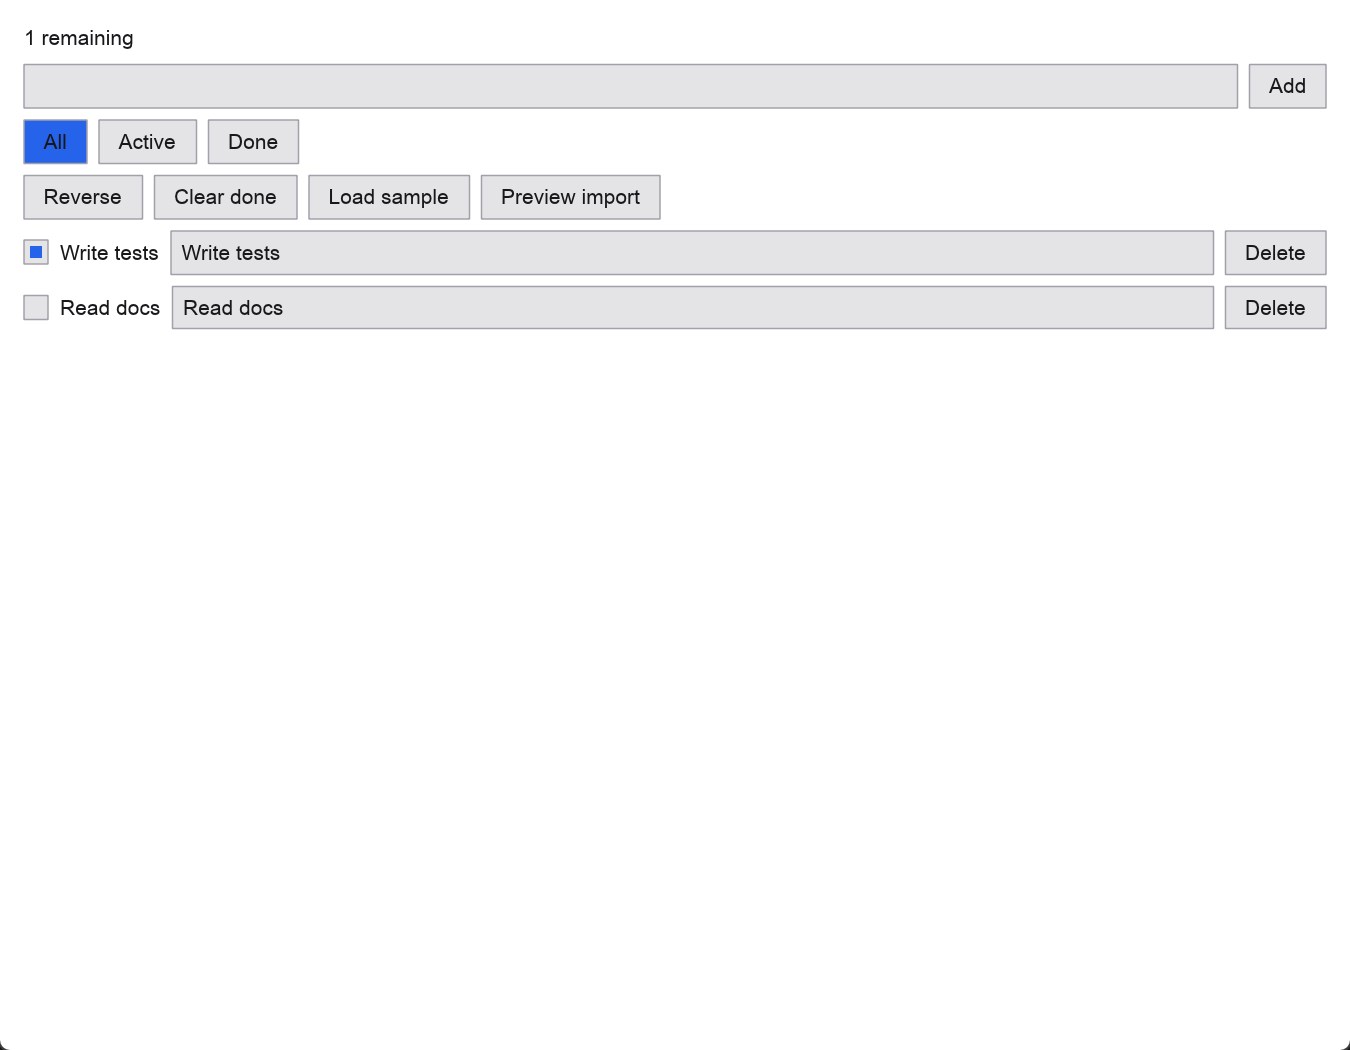 1 remaining
Add
All Active Done
Reverse Clear done Load sample Preview import
Write tests Write tests Delete
Read docs Read docs Delete